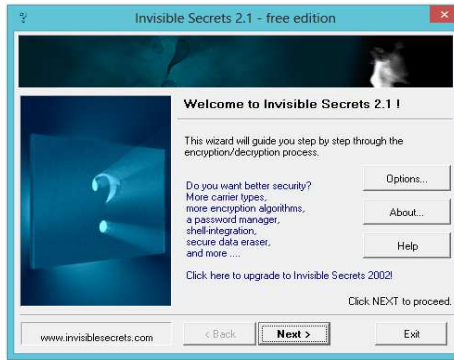 Invisible Secrets 2.1 - free edition
Welcome to Invisible Secrets 2.1 !
This wizard will guide you step by step through the
encryption/decryption process.
Do you want better security?
More carrier types,
more encryption algorithms,
a password manager,
shell-integration,
secure data eraser,
and more ....
Click here to upgrade to Invisible Secrets 2002!
Options...
About...
Help
Click NEXT to proceed.
www.invisiblesecrets.com
< Back
Next >
Exit